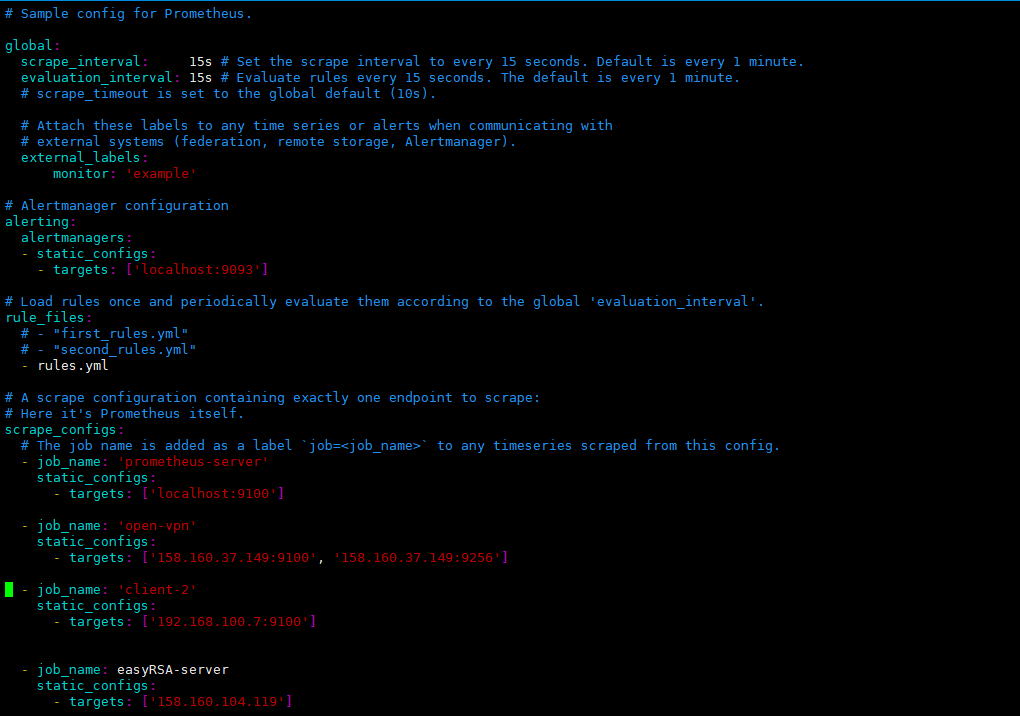 # Sample config for Prometheus.

global:
  scrape_interval:     15s # Set the scrape interval to every 15 seconds. Default is every 1 minute.
  evaluation_interval: 15s # Evaluate rules every 15 seconds. The default is every 1 minute.
  # scrape_timeout is set to the global default (10s).

  # Attach these labels to any time series or alerts when communicating with
  # external systems (federation, remote storage, Alertmanager).
  external_labels:
      monitor: 'example'

# Alertmanager configuration
alerting:
  alertmanagers:
  - static_configs:
    - targets: ['localhost:9093']

# Load rules once and periodically evaluate them according to the global 'evaluation_interval'.
rule_files:
  # - "first_rules.yml"
  # - "second_rules.yml"
  - rules.yml

# A scrape configuration containing exactly one endpoint to scrape:
# Here it's Prometheus itself.
scrape_configs:
  # The job name is added as a label `job=<job_name>` to any timeseries scraped from this config.
  - job_name: 'prometheus-server'
    static_configs:
      - targets: ['localhost:9100']

  - job_name: 'open-vpn'
    static_configs:
      - targets: ['158.160.37.149:9100', '158.160.37.149:9256']

  - job_name: 'client-2'
    static_configs:
      - targets: ['192.168.100.7:9100']


  - job_name: easyRSA-server
    static_configs:
      - targets: ['158.160.104.119']